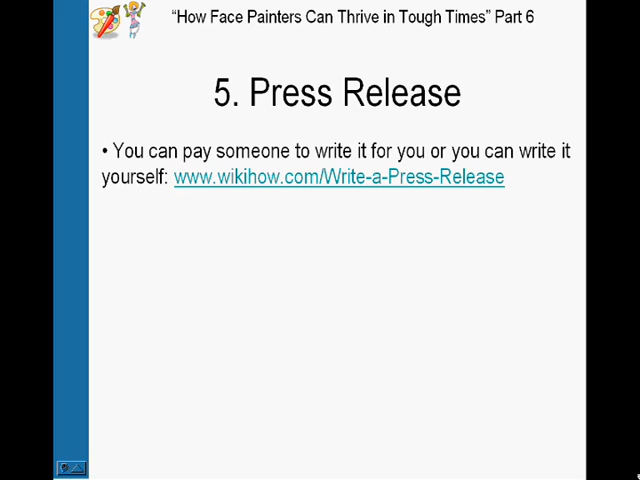 “How Face Painters Can Thrive in Tough Times” Part 6
5. Press Release
• You can pay someone to write it for you or you can write it
yourself: www.wikihow.com/Write-a-Press-Release